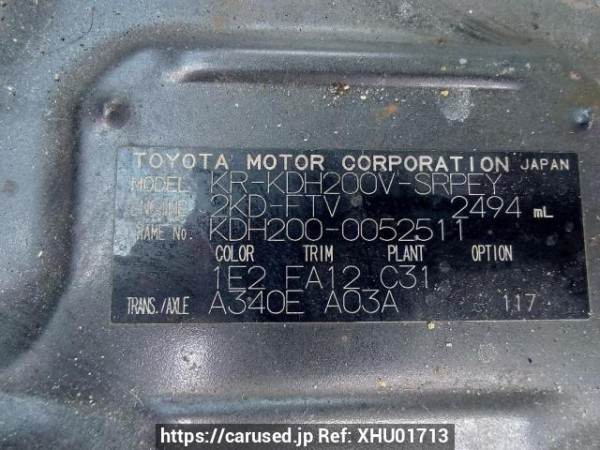 TOYOTA MOTOR CORPORATION JAPAN
MODEL KR-KDH200V-SRPEY
ENGINE 2KD-FTV 2494 mL
FRAME No. KDH200-0052511
COLOR TRIM PLANT OPTION
1E2 FA12 C31
TRANS./AXLE A340E A03A 117
https://carused.jp Ref: XHU01713